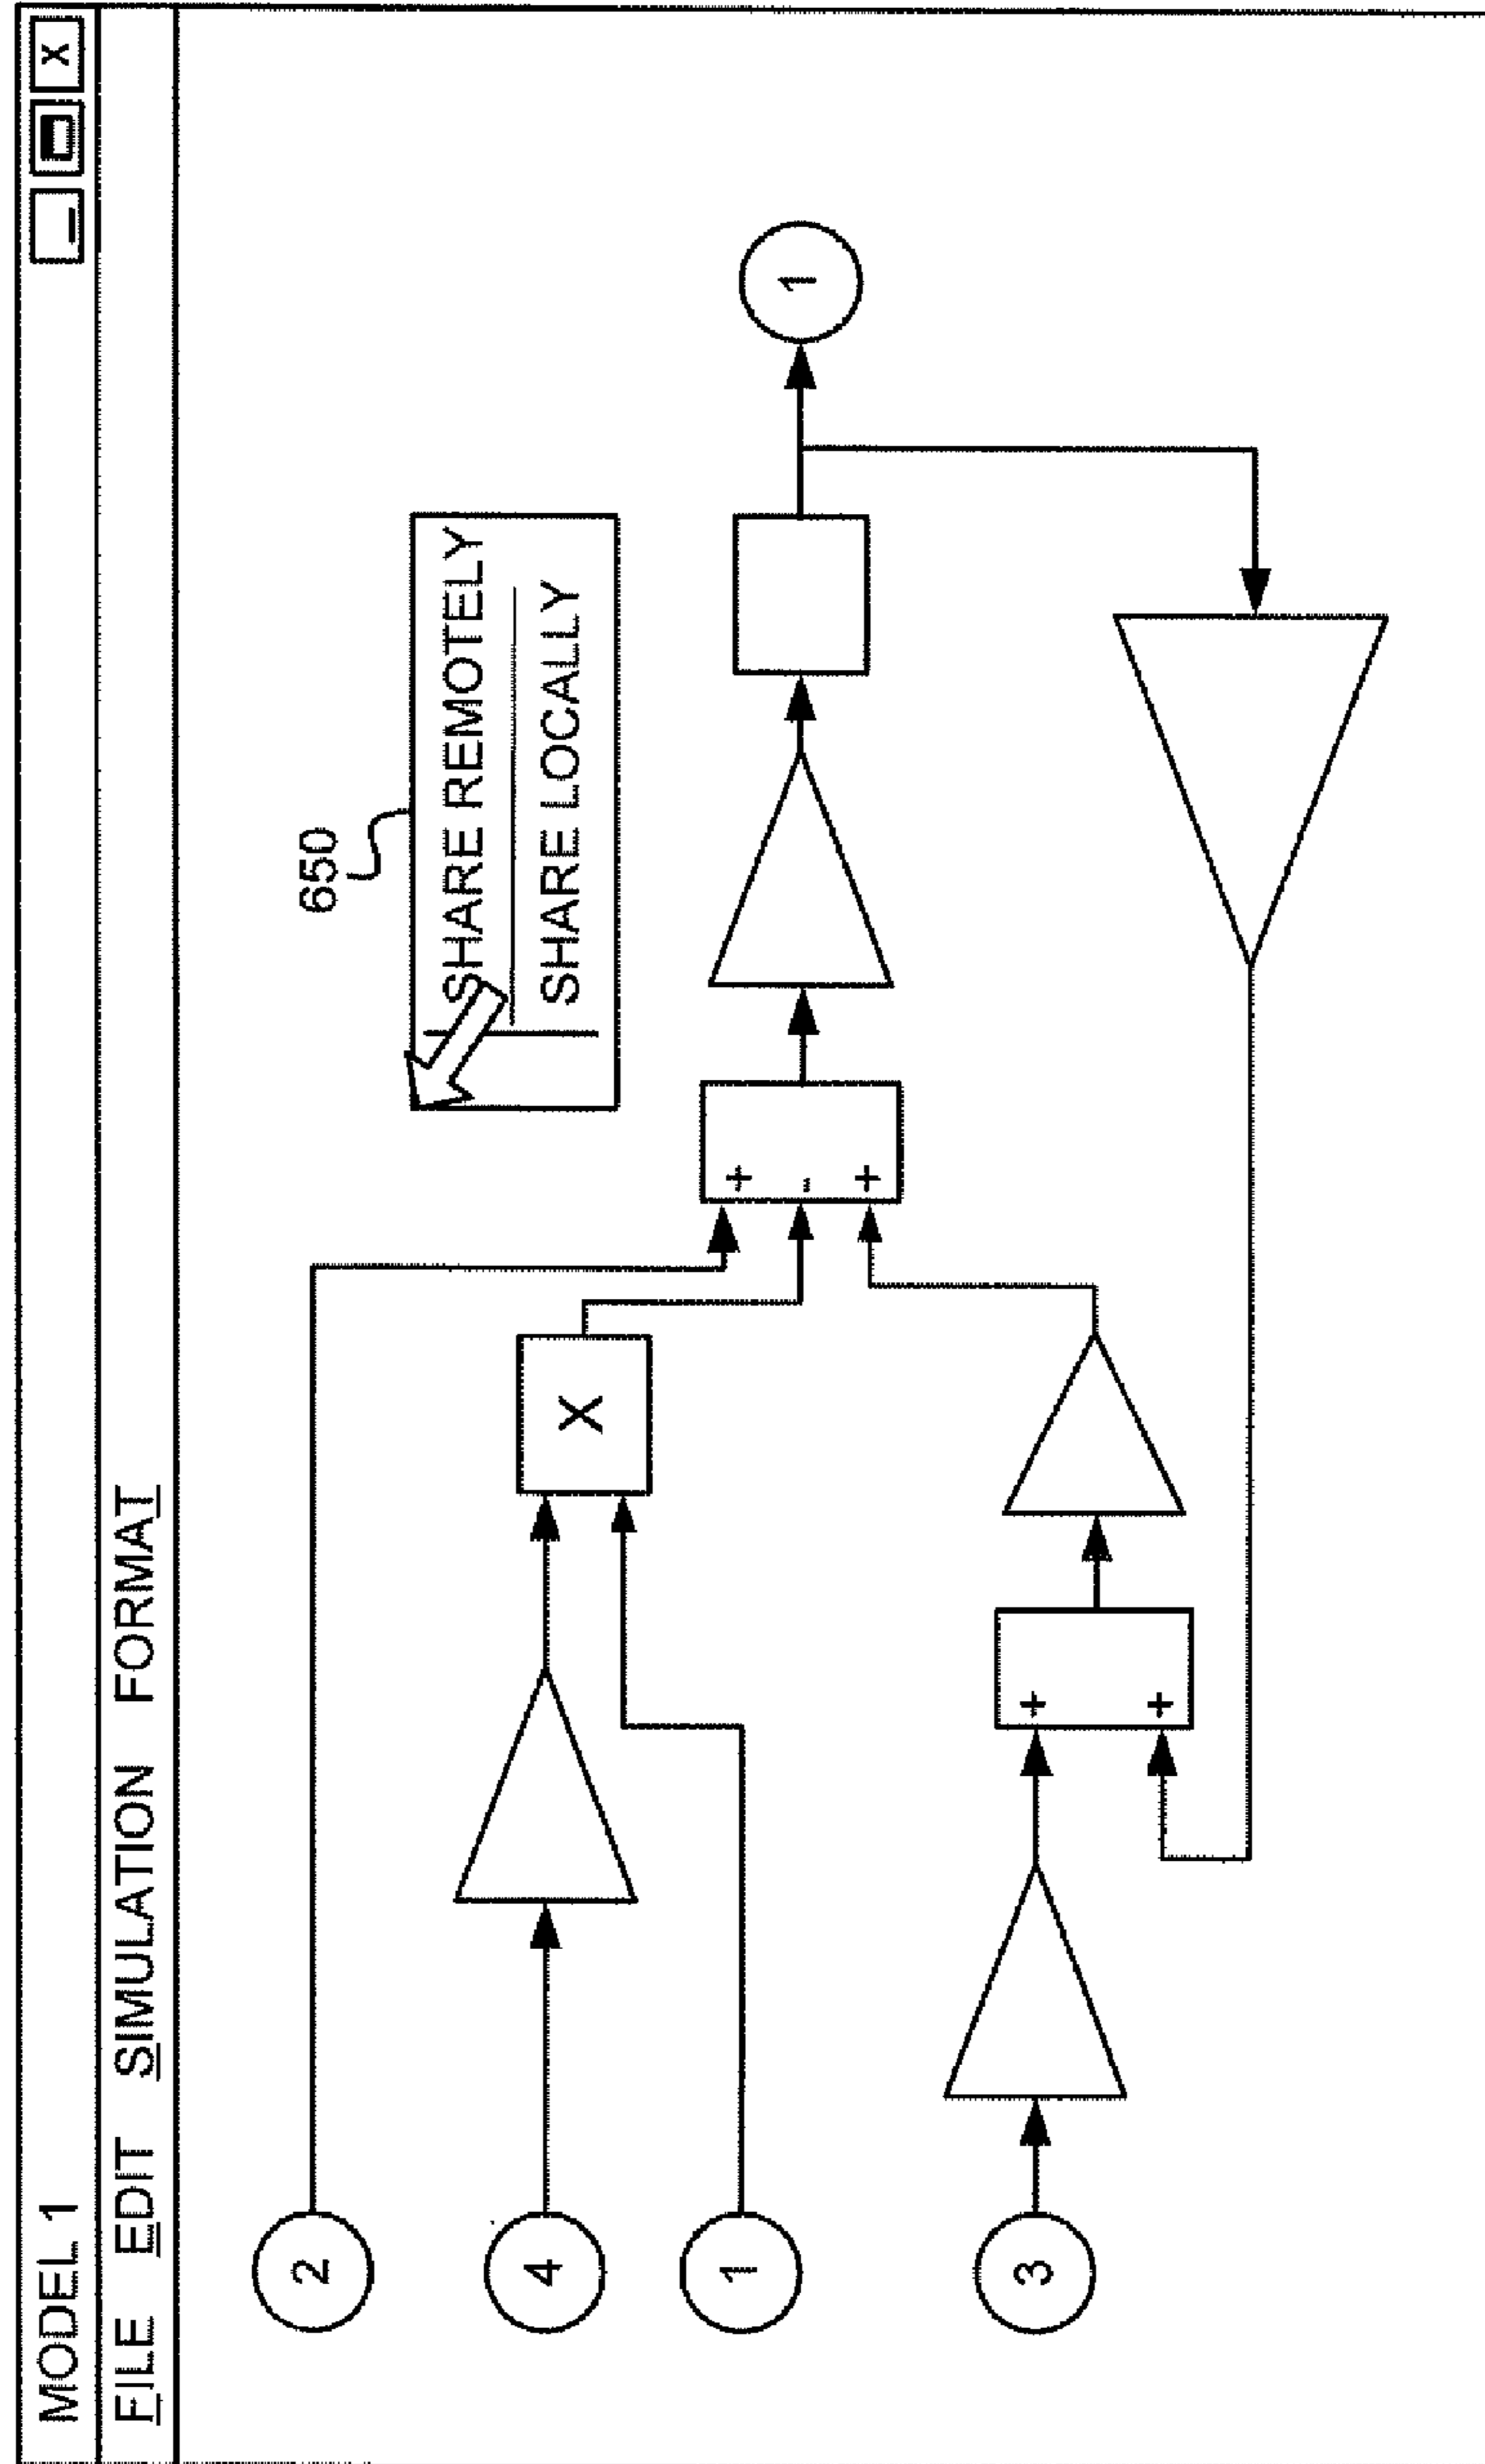 MODEL 1
_ X
FILE EDIT SIMULATION FORMAT
650
SHARE REMOTELY
SHARE LOCALLY
2
4
X
1
+
-
+
1
3
+
+